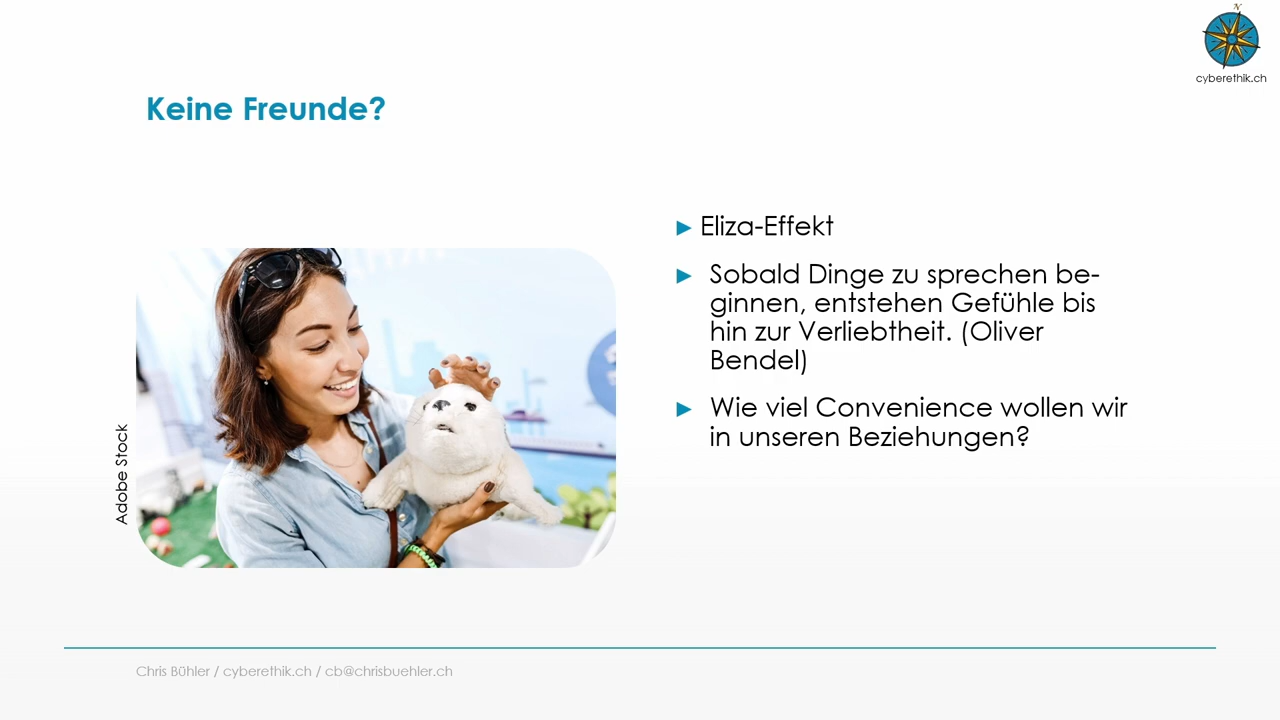 N
cyberethik.ch
Keine Freunde?
► Eliza-Effekt
► Sobald Dinge zu sprechen be-
ginnen, entstehen Gefühle bis
hin zur Verliebtheit. (Oliver
Bendel)
► Wie viel Convenience wollen wir
in unseren Beziehungen?
Adobe Stock
Chris Bühler / cyberethik.ch / cb@chrisbuehler.ch